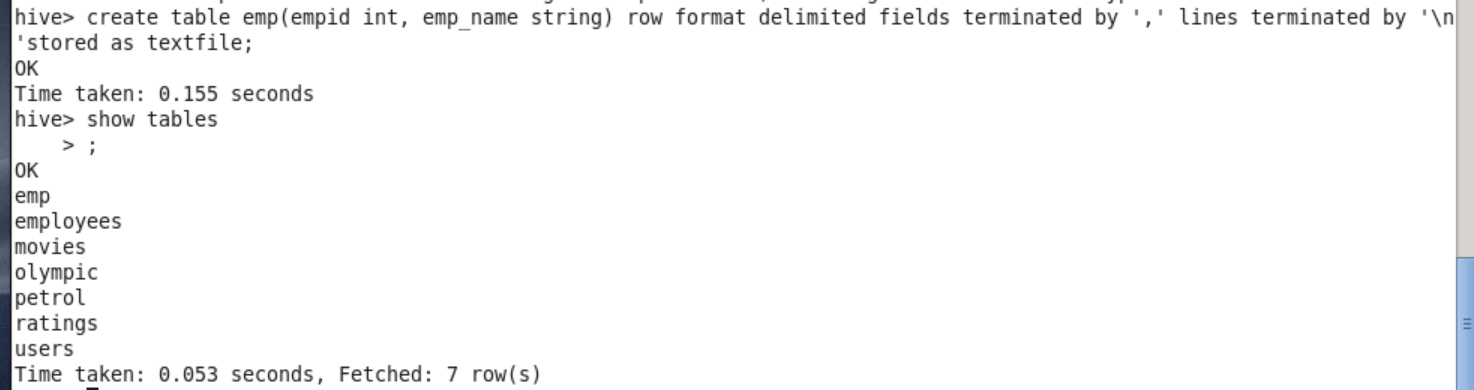 hive> create table emp(empid int, emp_name string) row format delimited fields terminated by ',' lines terminated by '\n
'stored as textfile;
OK
Time taken: 0.155 seconds
hive> show tables
    > ;
OK
emp
employees
movies
olympic
petrol
ratings
users
Time taken: 0.053 seconds, Fetched: 7 row(s)